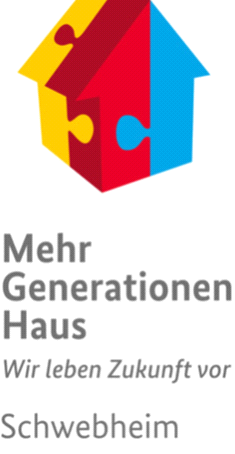 Mehr
Generationen
Haus
Wir leben Zukunft vor
Schwebheim